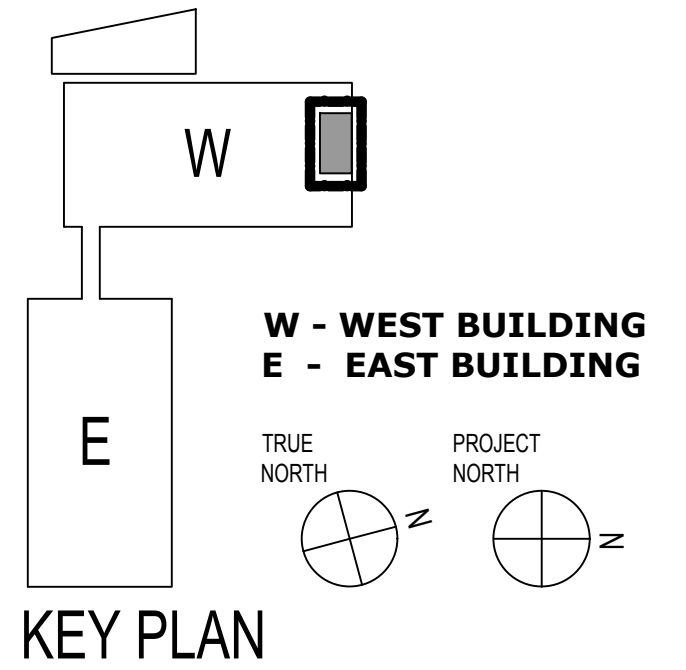 W
W - WEST BUILDING
E - EAST BUILDING
E
TRUE NORTH
N
PROJECT NORTH
N
KEY PLAN